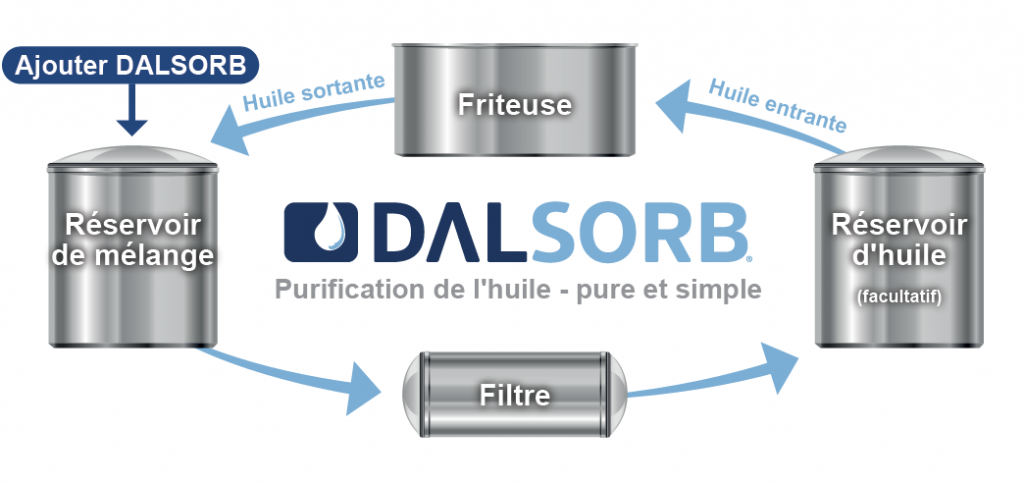 Ajouter DALSORB
Huile sortante
Friteuse
Huile entrante
Réservoir
de mélange
DALSORB®
Purification de l'huile - pure et simple
Réservoir
d'huile
(facultatif)
Filtre